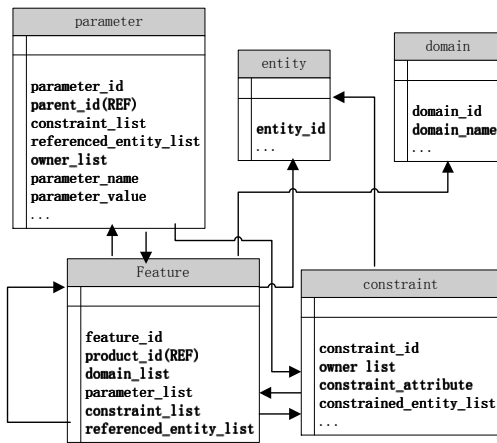 parameter
parameter_id
parent_id(REF)
constraint_list
referenced_entity_list
owner_list
parameter_name
parameter_value
...
entity
entity_id
...
domain
domain_id
domain_name
...
Feature
feature_id
product_id(REF)
domain_list
parameter_list
constraint_list
referenced_entity_list
constraint
constraint_id
owner list
constraint_attribute
constrained_entity_list
...